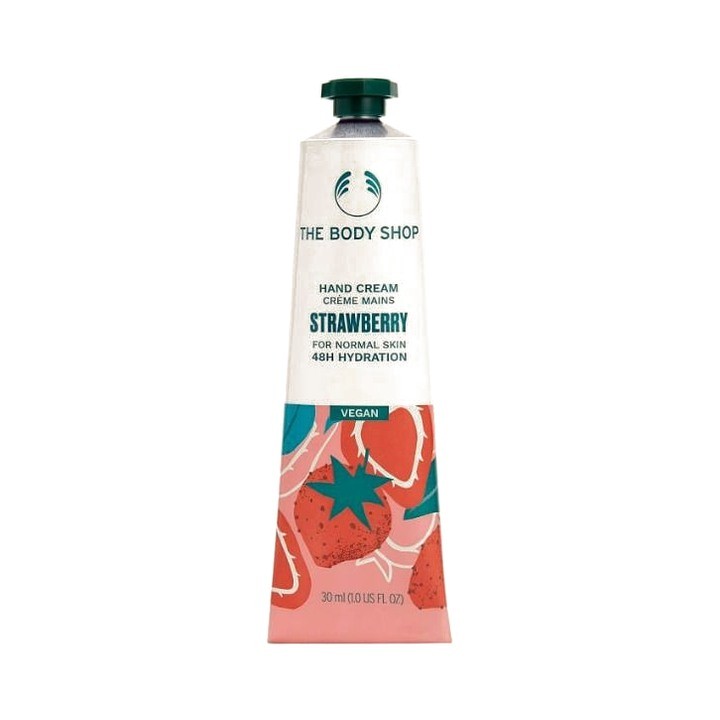 THE BODY SHOP
HAND CREAM
CRÈME MAINS
STRAWBERRY
FOR NORMAL SKIN
48H HYDRATION
VEGAN
30 ml (1.0 US FL OZ)